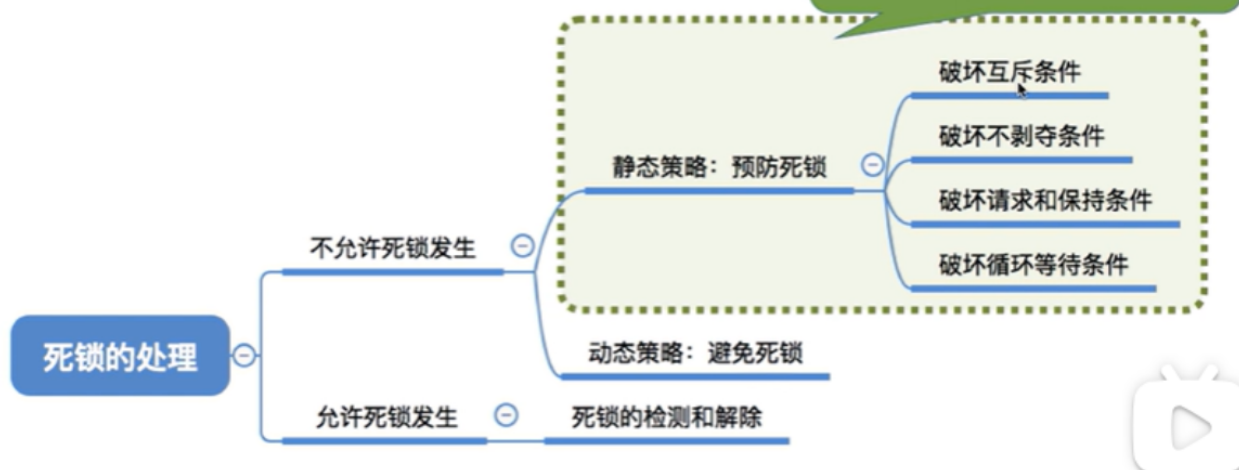 破坏互斥条件
破坏不剥夺条件
静态策略：预防死锁
破坏请求和保持条件
不允许死锁发生
破坏循环等待条件
死锁的处理
动态策略：避免死锁
允许死锁发生
死锁的检测和解除